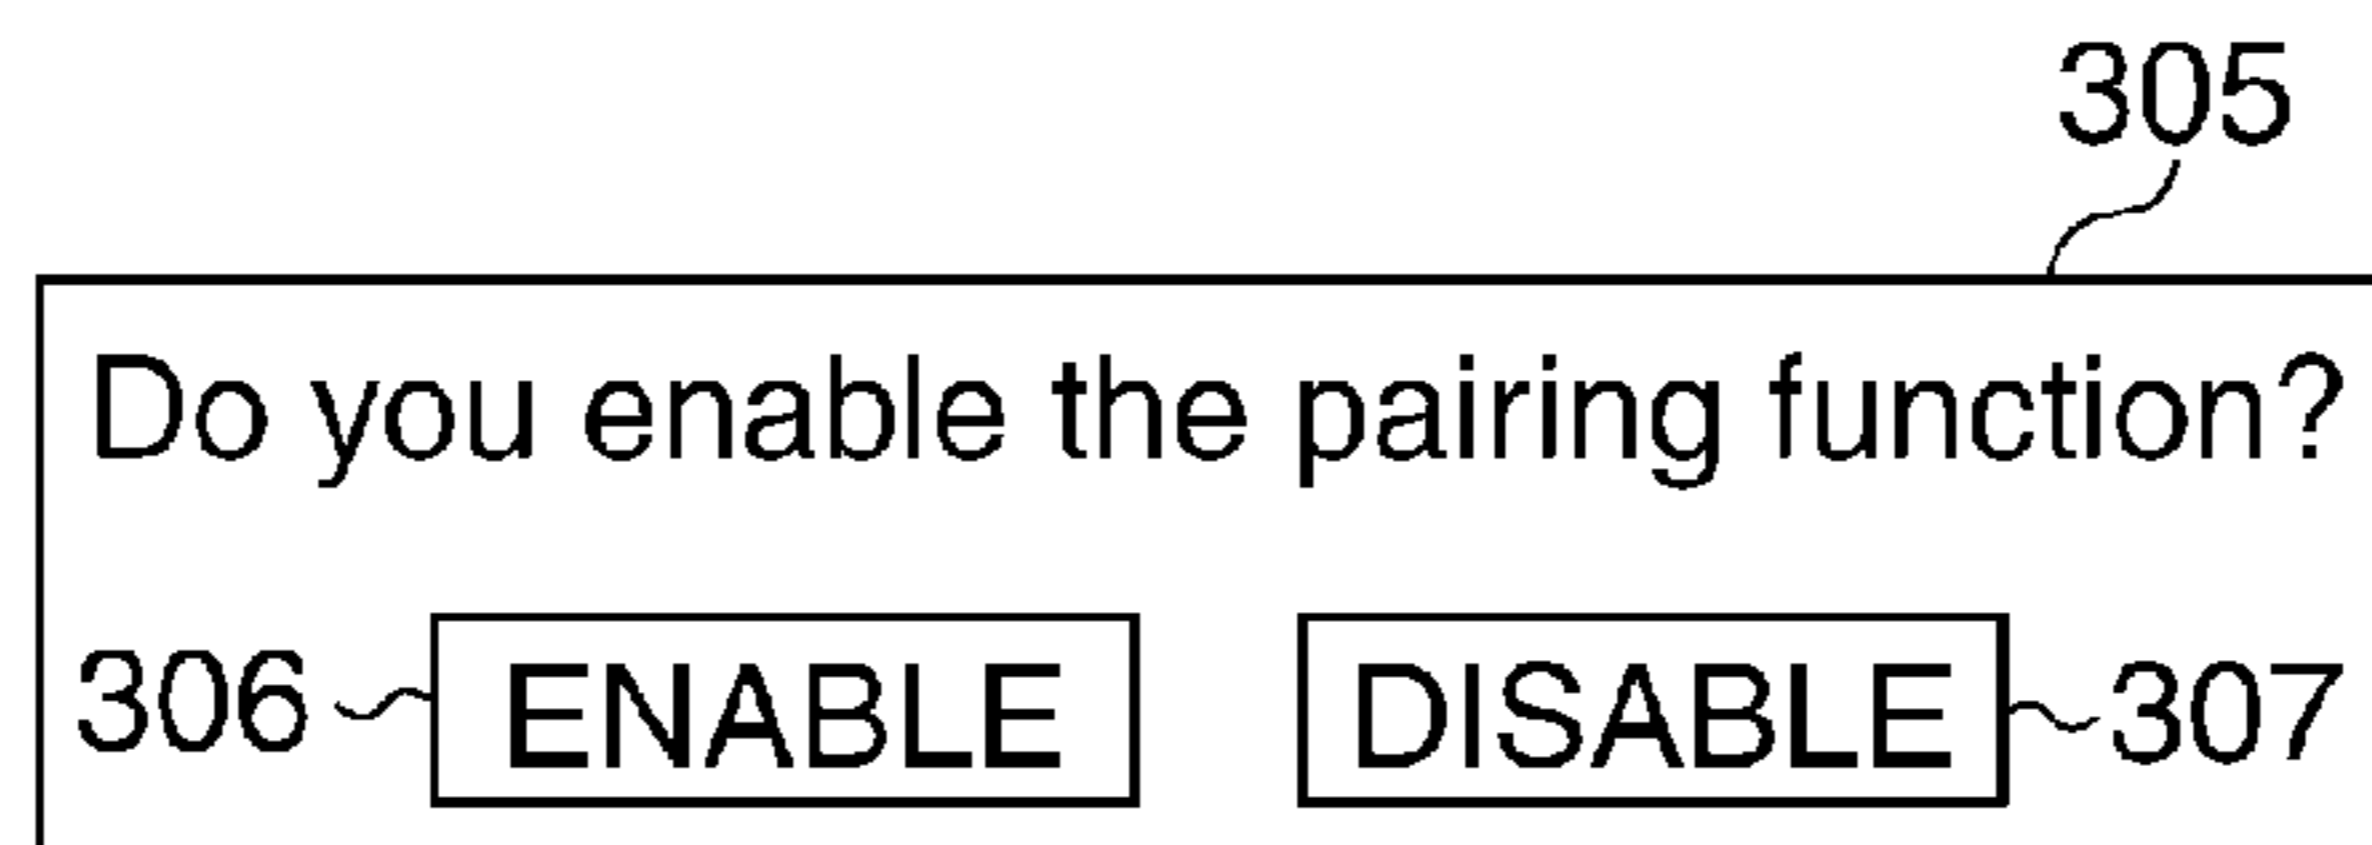 305
Do you enable the pairing function?
306 ENABLE DISABLE 307